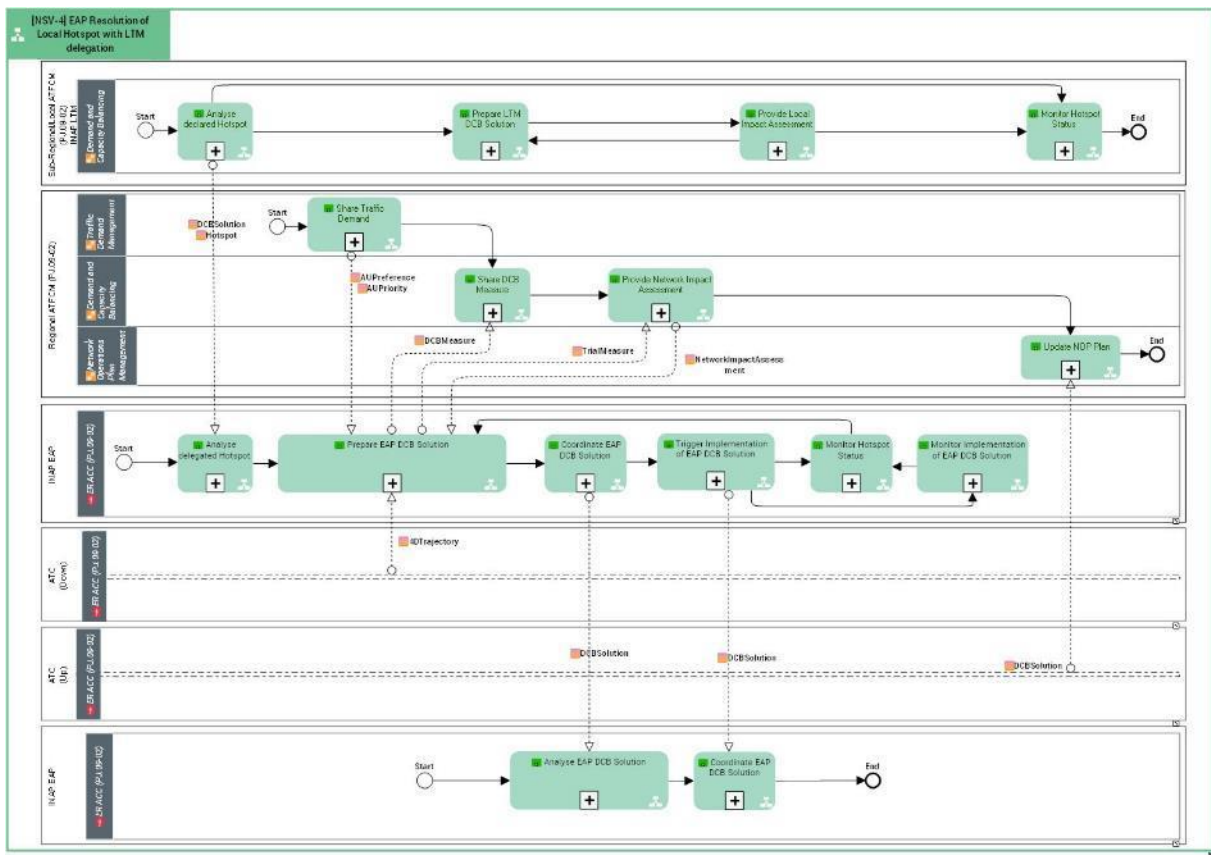 [NSV-4] EAP Resolution of
Local Hotspot with LTM
delegation
Sub-Regional/Local ATFCM
(PJ.09-02)
INAP LTM
Demand and
Capacity Balancing
Start
Analyse
declared Hotspot
Prepare LTM
DCB Solution
Provide Local
Impact Assessment
Monitor Hotspot
Status
End
Regional ATFCM (PJ.09-02)
Traffic
Demand
Management
DCBSolution
Hotspot
Start
Share Traffic
Demand
AUPreference
AUPriority
Demand and
Capacity
Balancing
Share DCB
Measure
Provide Network Impact
Assessment
Network
Operations
Plan
Management
DCBMeasure
TrialMeasure
NetworkImpactAssess
ment
Update NOP Plan
End
INAP EAP
ER ACC (PJ.09-02)
Start
Analyse
delegated Hotspot
Prepare EAP DCB Solution
Coordinate EAP
DCB Solution
Trigger Implementation
of EAP DCB Solution
Monitor Hotspot
Status
Monitor Implementation
of EAP DCB Solution
ATC
(Down)
ER ACC (PJ.09-02)
4DTrajectory
ATC
(Up)
ER ACC (PJ.09-02)
DCBSolution
DCBSolution
DCBSolution
INAP EAP
ER ACC (PJ.09-02)
Start
Analyse EAP DCB Solution
Coordinate EAP
DCB Solution
End